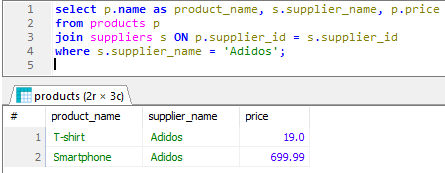 1 select p.name as product_name, s.supplier_name, p.price
2 from products p
3 join suppliers s ON p.supplier_id = s.supplier_id
4 where s.supplier_name = 'Adidos';
5
products (2r × 3c)
# product_name supplier_name price
1 T-shirt Adidos 19.0
2 Smartphone Adidos 699.99